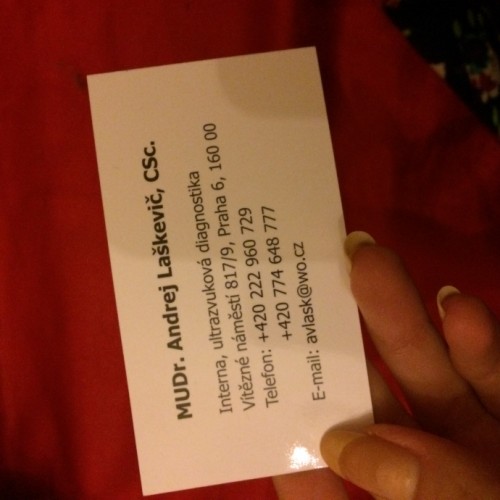 MUDr. Andrej Laškevič, CSc.
Interna, ultrazvuková diagnostika
Vítězné náměstí 817/9, Praha 6, 160 00
Telefon: +420 222 960 729
+420 774 648 777
E-mail: avlask@wo.cz